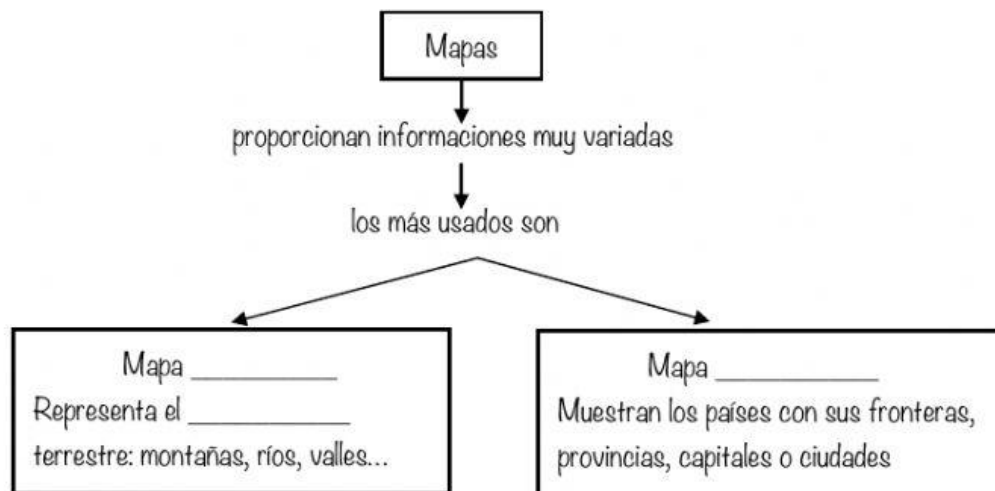 Mapas
proporcionan informaciones muy variadas
los más usados son
Mapa ___________
Representa el ____________
terrestre: montañas, ríos, valles...
Mapa ____________
Muestran los países con sus fronteras,
provincias, capitales o ciudades